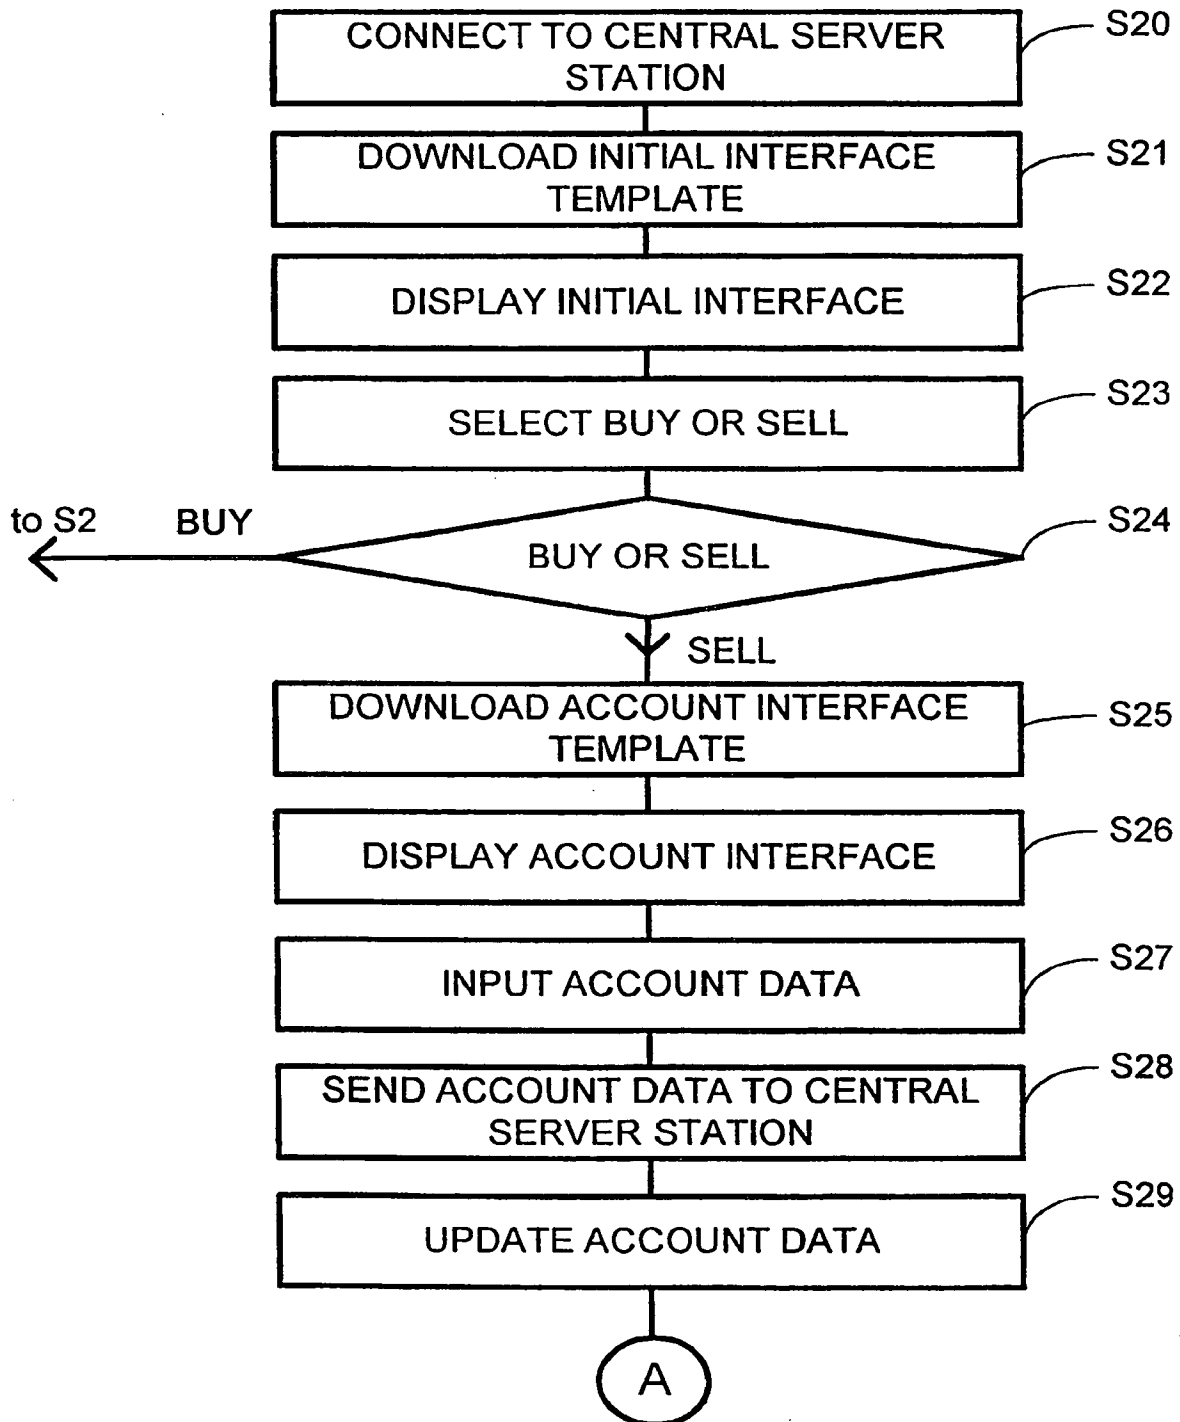 CONNECT TO CENTRAL SERVER
STATION
S20
DOWNLOAD INITIAL INTERFACE
TEMPLATE
S21
DISPLAY INITIAL INTERFACE
S22
SELECT BUY OR SELL
S23
to S2
BUY
BUY OR SELL
S24
SELL
DOWNLOAD ACCOUNT INTERFACE
TEMPLATE
S25
DISPLAY ACCOUNT INTERFACE
S26
INPUT ACCOUNT DATA
S27
SEND ACCOUNT DATA TO CENTRAL
SERVER STATION
S28
UPDATE ACCOUNT DATA
S29
A